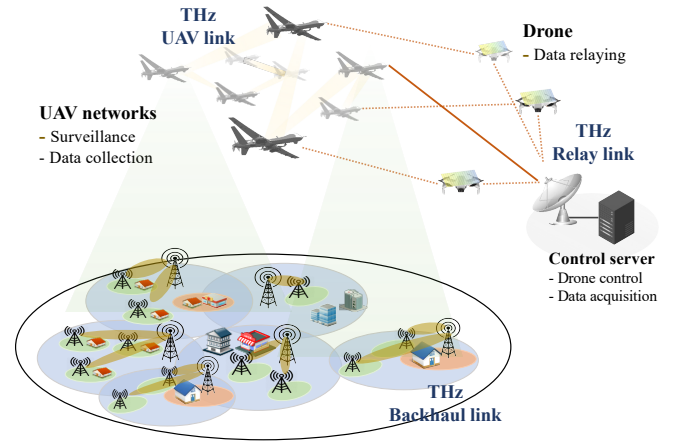 THz
UAV link
Drone
- Data relaying
UAV networks
- Surveillance
- Data collection
THz
Relay link
Control server
- Drone control
- Data acquisition
THz
Backhaul link